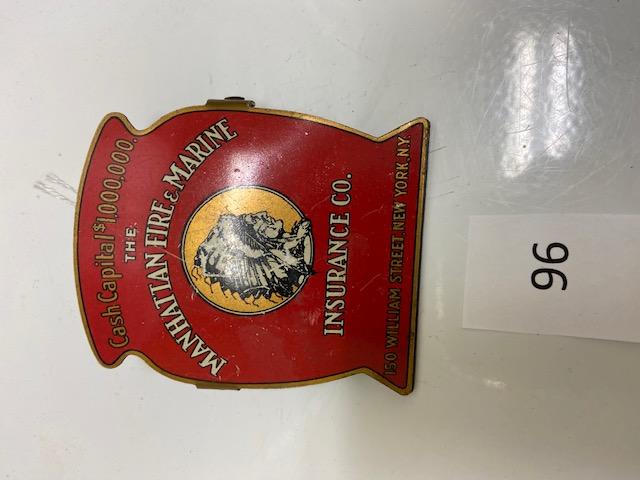 Cash Capital $1,000,000.
THE
MANHATTAN FIRE & MARINE
INSURANCE CO.
150 WILLIAM STREET, NEW YORK, N.Y.
96